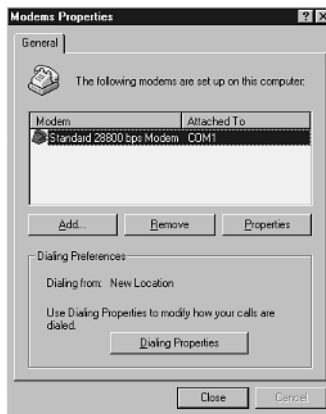 Modems Properties
General
The following modems are set up on this computer:
Modem Attached To
Standard 28800 bps Modem COM1
Add... Remove Properties
Dialing Preferences
Dialing from: New Location
Use Dialing Properties to modify how your calls are
dialed.
Dialing Properties
Close Cancel